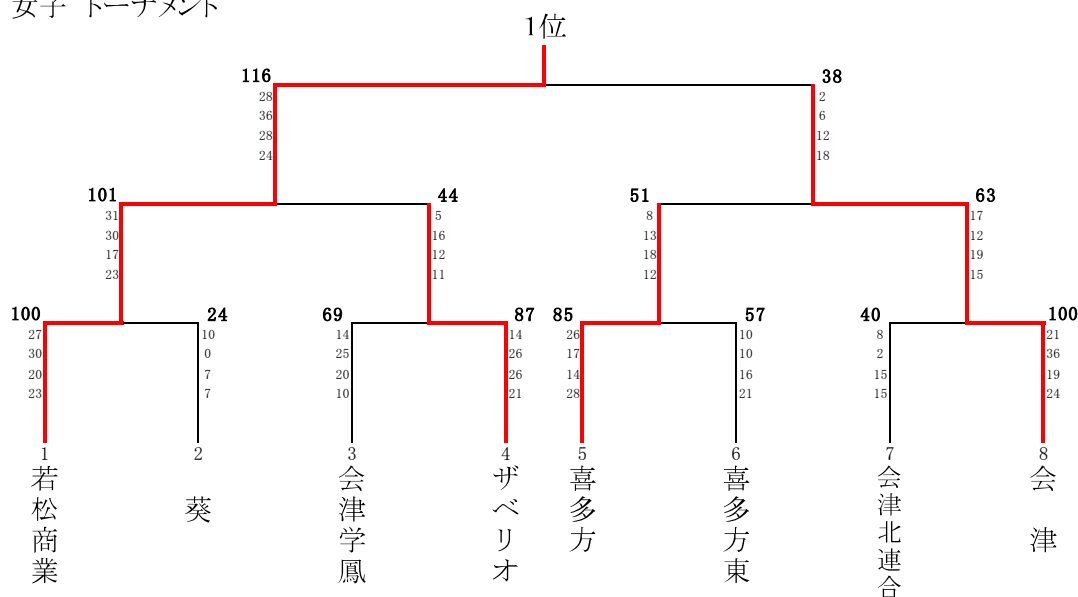 女子 トーナメント
1位
116 38
28 2
36 6
28 12
24 18
101 44 51 63
31 5 8 17
30 16 13 12
17 12 18 19
23 11 12 15
100 24 69 87 85 57 40 100
27 10 14 14 26 10 8 21
30 0 25 26 17 10 2 36
20 7 20 26 14 16 15 19
23 7 10 21 28 21 15 24
1 2 3 4 5 6 7 8
若松商業
葵
会津学鳳
ザベリオ
喜多方
喜多方東
会津北連合
会津